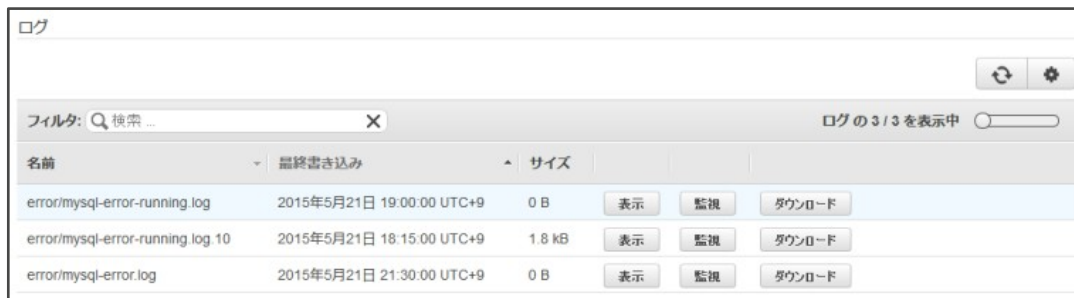 ログ
フィルタ: 検索 ... ログ の 3 / 3 を表示中
名前 最終書き込み サイズ
error/mysql-error-running.log 2015年5月21日 19:00:00 UTC+9 0 B 表示 監視 ダウンロード
error/mysql-error-running.log.10 2015年5月21日 18:15:00 UTC+9 1.8 kB 表示 監視 ダウンロード
error/mysql-error.log 2015年5月21日 21:30:00 UTC+9 0 B 表示 監視 ダウンロード